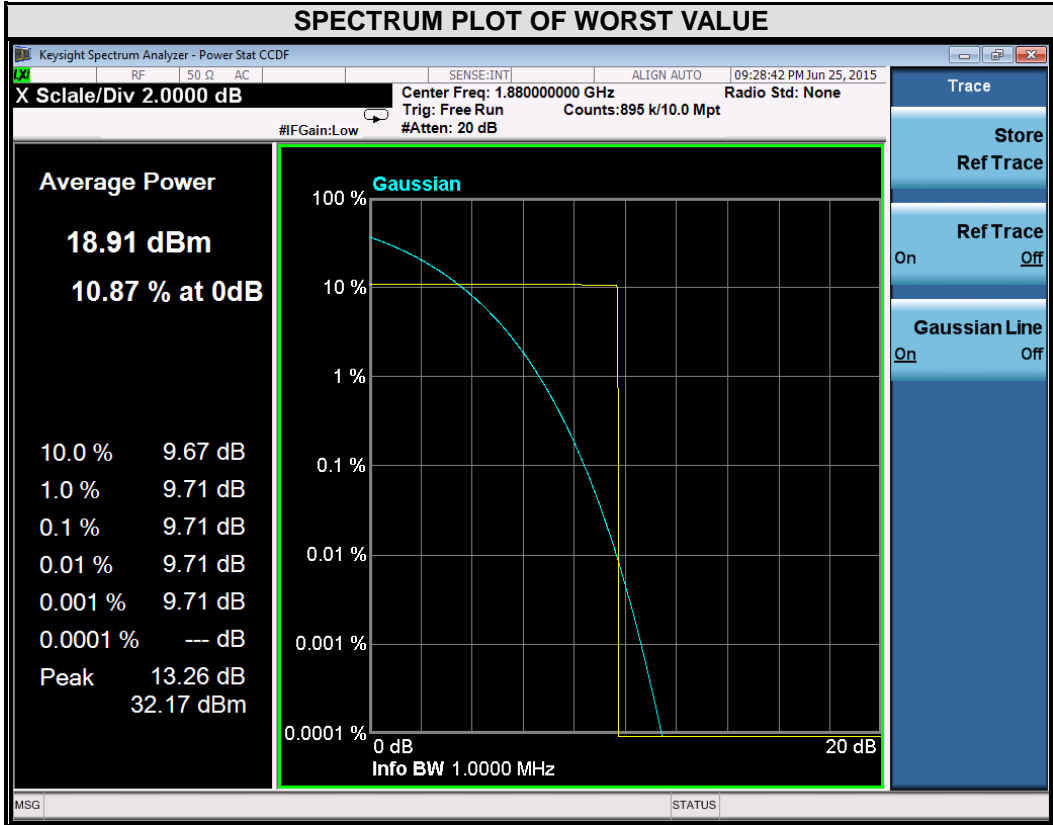 SPECTRUM PLOT OF WORST VALUE
Keysight Spectrum Analyzer - Power Stat CCDF
LXI RF 50 Ω AC SENSE:INT ALIGN AUTO 09:28:42 PM Jun 25, 2015
X Sclale/Div 2.0000 dB
Center Freq: 1.880000000 GHz Radio Std: None
Trig: Free Run Counts:895 k/10.0 Mpt
#IFGain:Low #Atten: 20 dB
Trace
Store
Ref Trace
Ref Trace
On Off
Gaussian Line
On Off
Average Power
18.91 dBm
10.87 % at 0dB
10.0 % 9.67 dB
1.0 % 9.71 dB
0.1 % 9.71 dB
0.01 % 9.71 dB
0.001 % 9.71 dB
0.0001 % --- dB
Peak 13.26 dB
32.17 dBm
Gaussian
100 %
10 %
1 %
0.1 %
0.01 %
0.001 %
0.0001 %
0 dB 20 dB
Info BW 1.0000 MHz
MSG STATUS